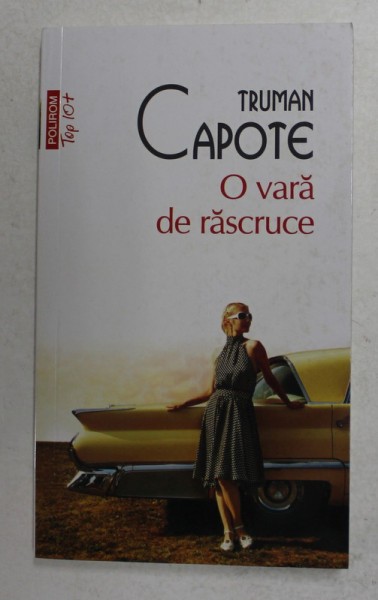 POLIROM
Top 10+
TRUMAN
CAPOTE
O vară
de răscruce